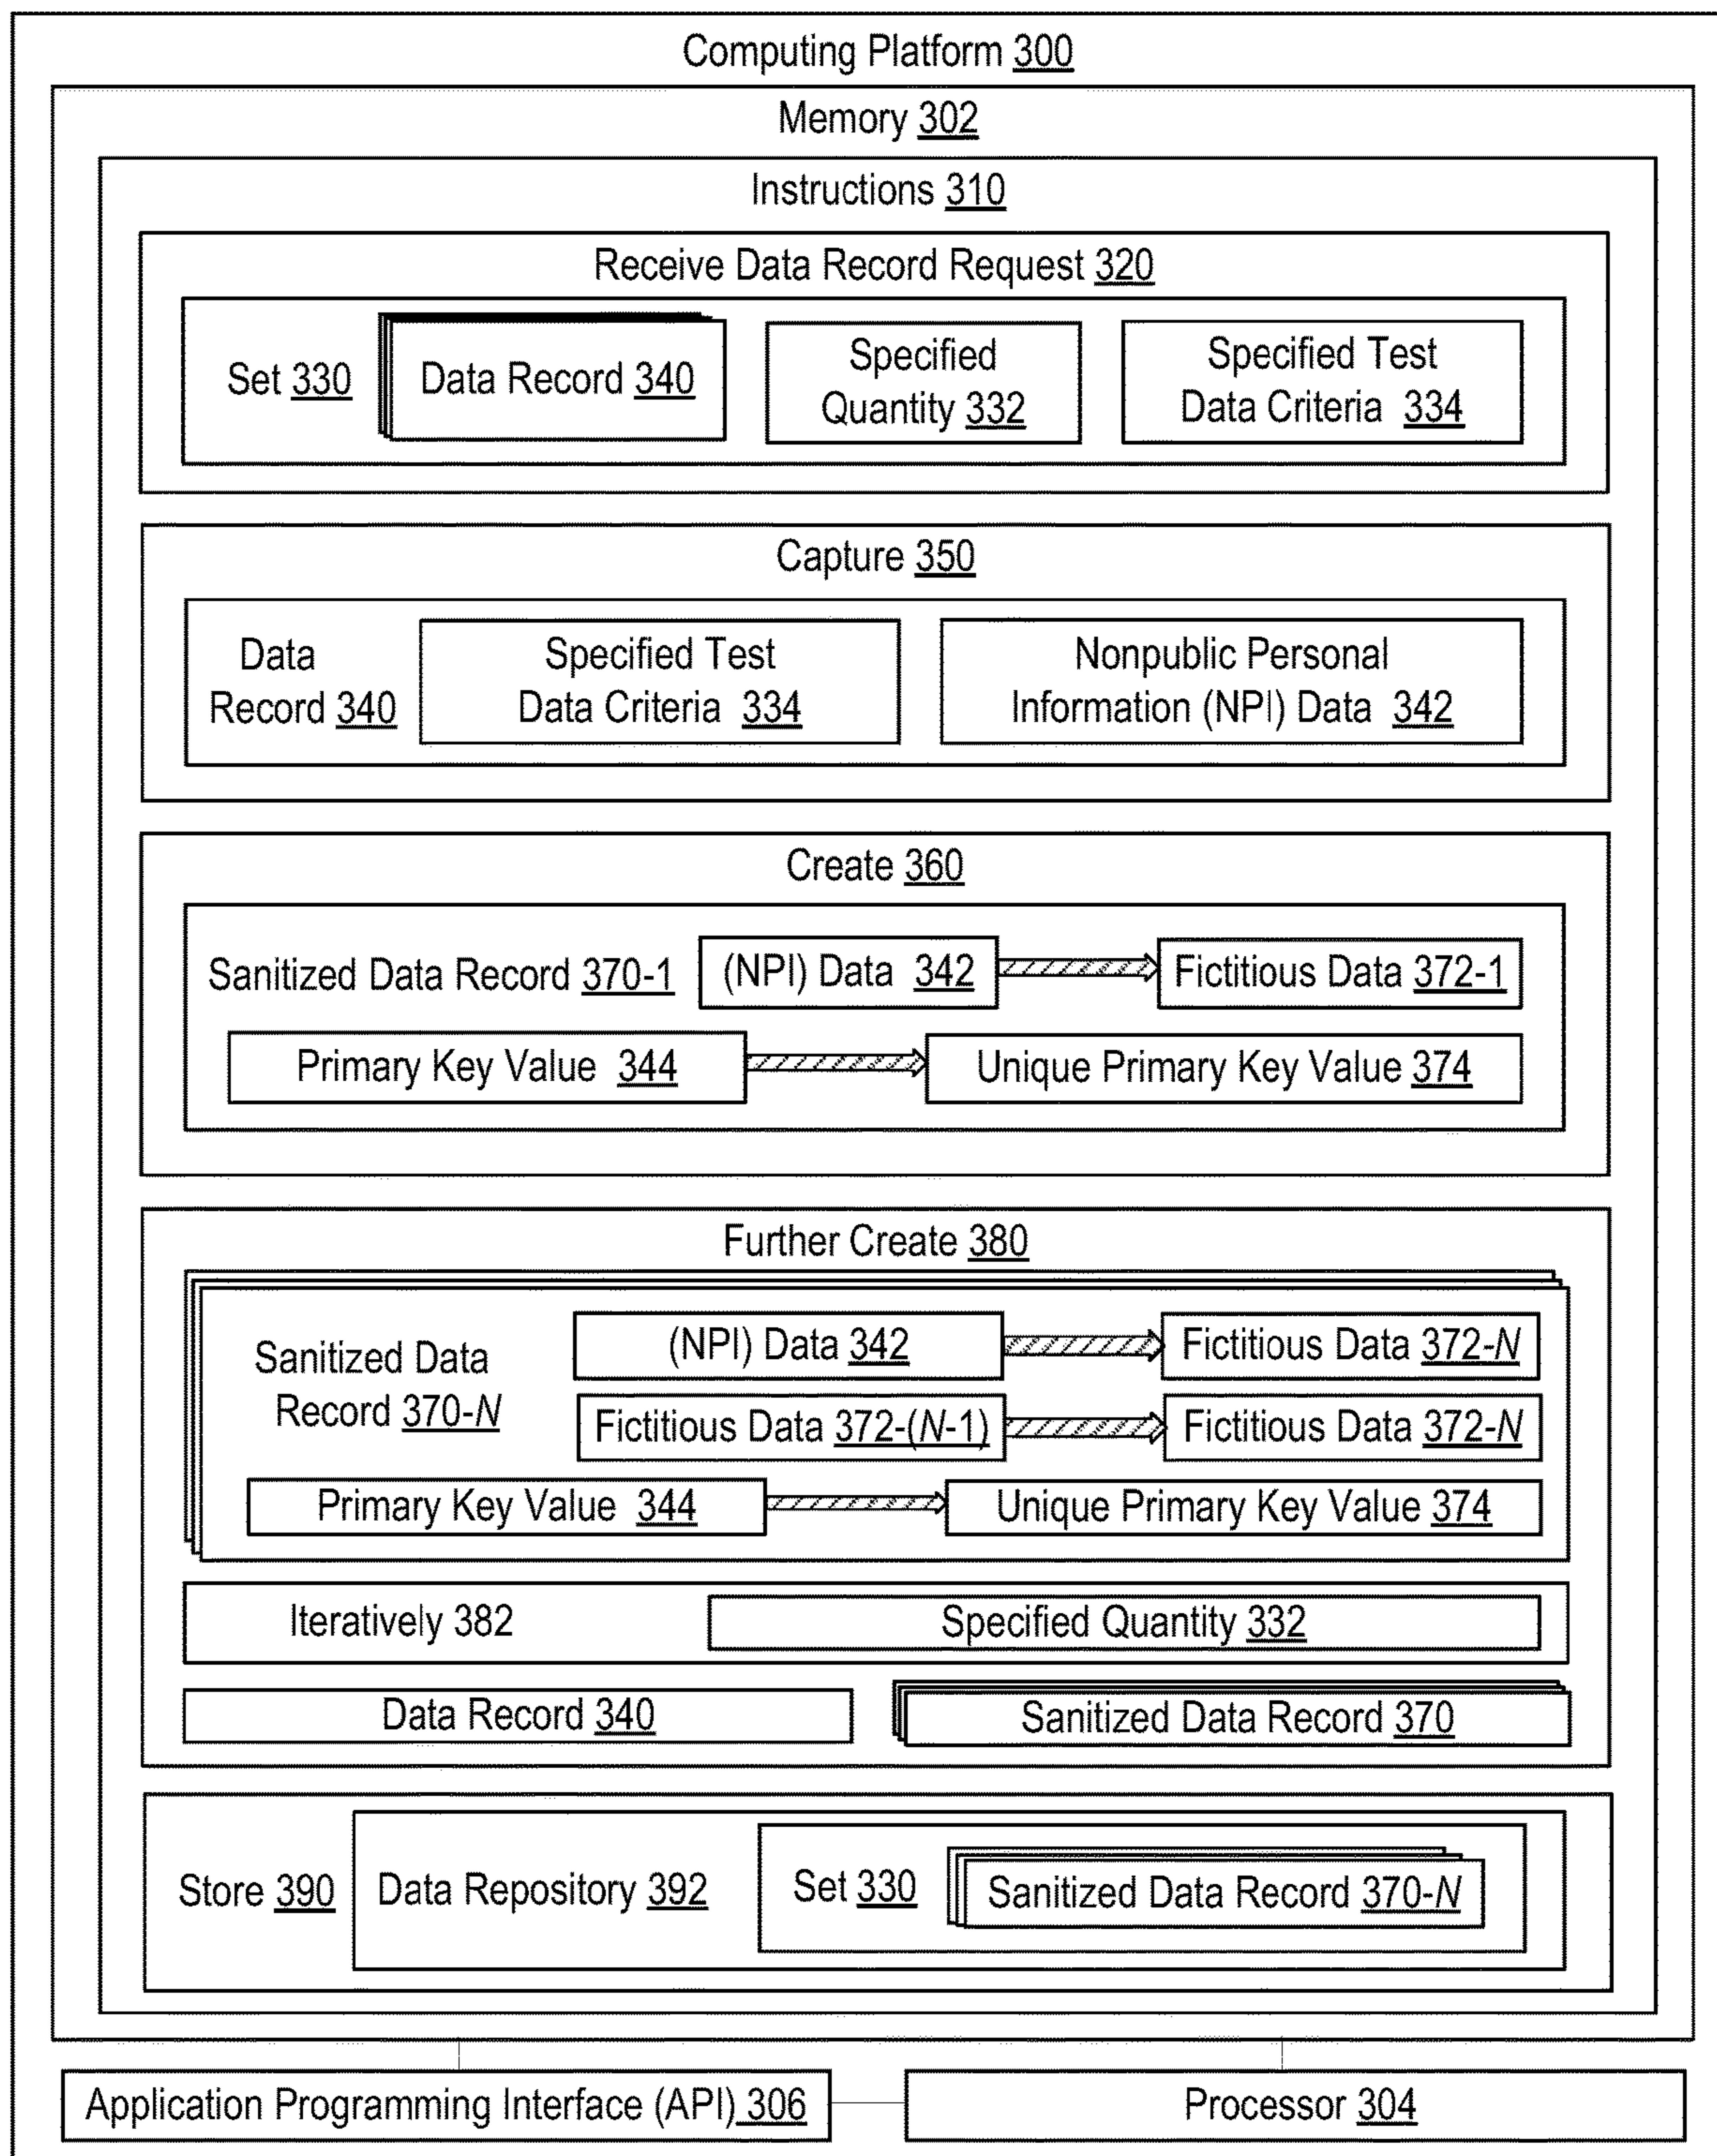 Computing Platform 300
Memory 302
Instructions 310
Receive Data Record Request 320
Set 330
Data Record 340
Specified
Quantity 332
Specified Test
Data Criteria 334
Capture 350
Data
Record 340
Specified Test
Data Criteria 334
Nonpublic Personal
Information (NPI) Data 342
Create 360
Sanitized Data Record 370-1
(NPI) Data 342
Fictitious Data 372-1
Primary Key Value 344
Unique Primary Key Value 374
Further Create 380
Sanitized Data
Record 370-N
(NPI) Data 342
Fictitious Data 372-N
Fictitious Data 372-(N-1)
Fictitious Data 372-N
Primary Key Value 344
Unique Primary Key Value 374
Iteratively 382
Specified Quantity 332
Data Record 340
Sanitized Data Record 370
Store 390
Data Repository 392
Set 330
Sanitized Data Record 370-N
Application Programming Interface (API) 306
Processor 304